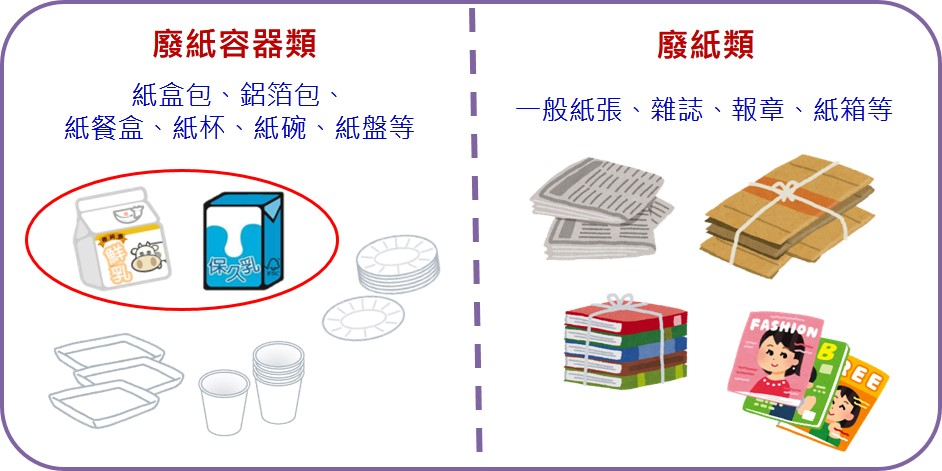 廢紙容器類
紙盒包、鋁箔包、
紙餐盒、紙杯、紙碗、紙盤等
鮮乳
保久乳
FSC
廢紙類
一般紙張、雜誌、報章、紙箱等
FASHION
B
REE